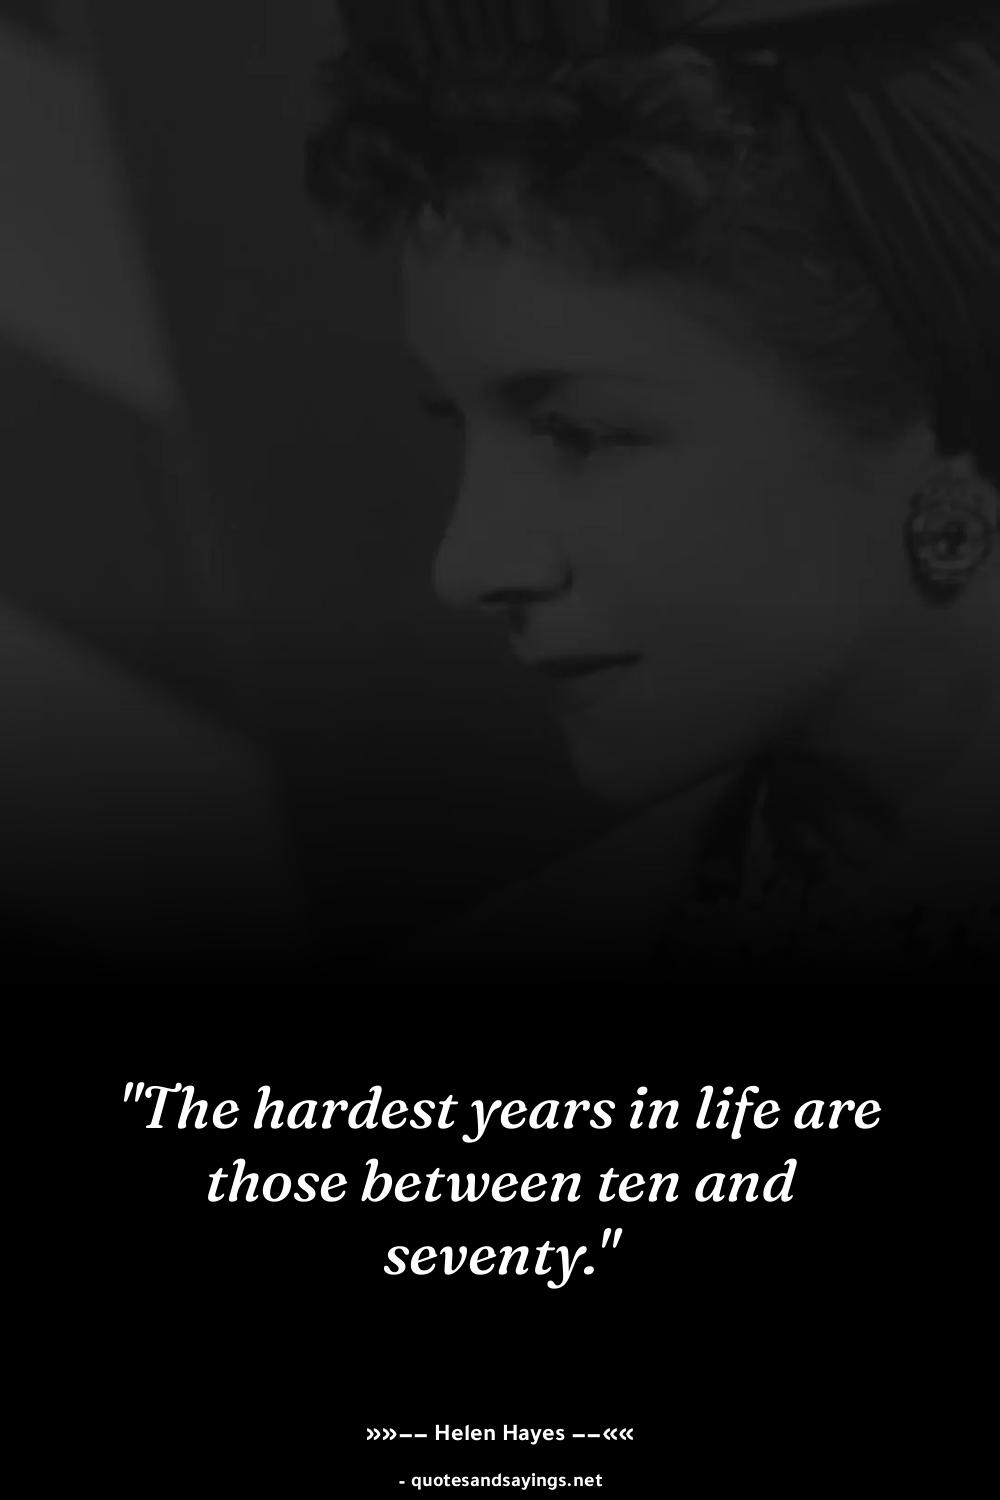 "The hardest years in life are
those between ten and
seventy."
»»−− Helen Hayes −−««
- quotesandsayings.net